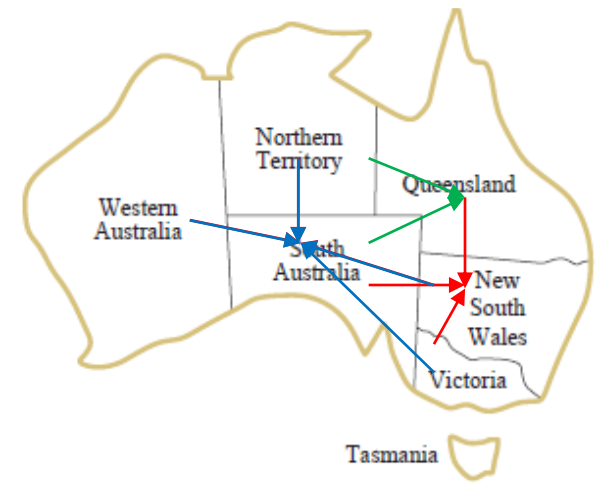 Northern
Territory
Queensland
Western
Australia
South
Australia
New
South
Wales
Victoria
Tasmania